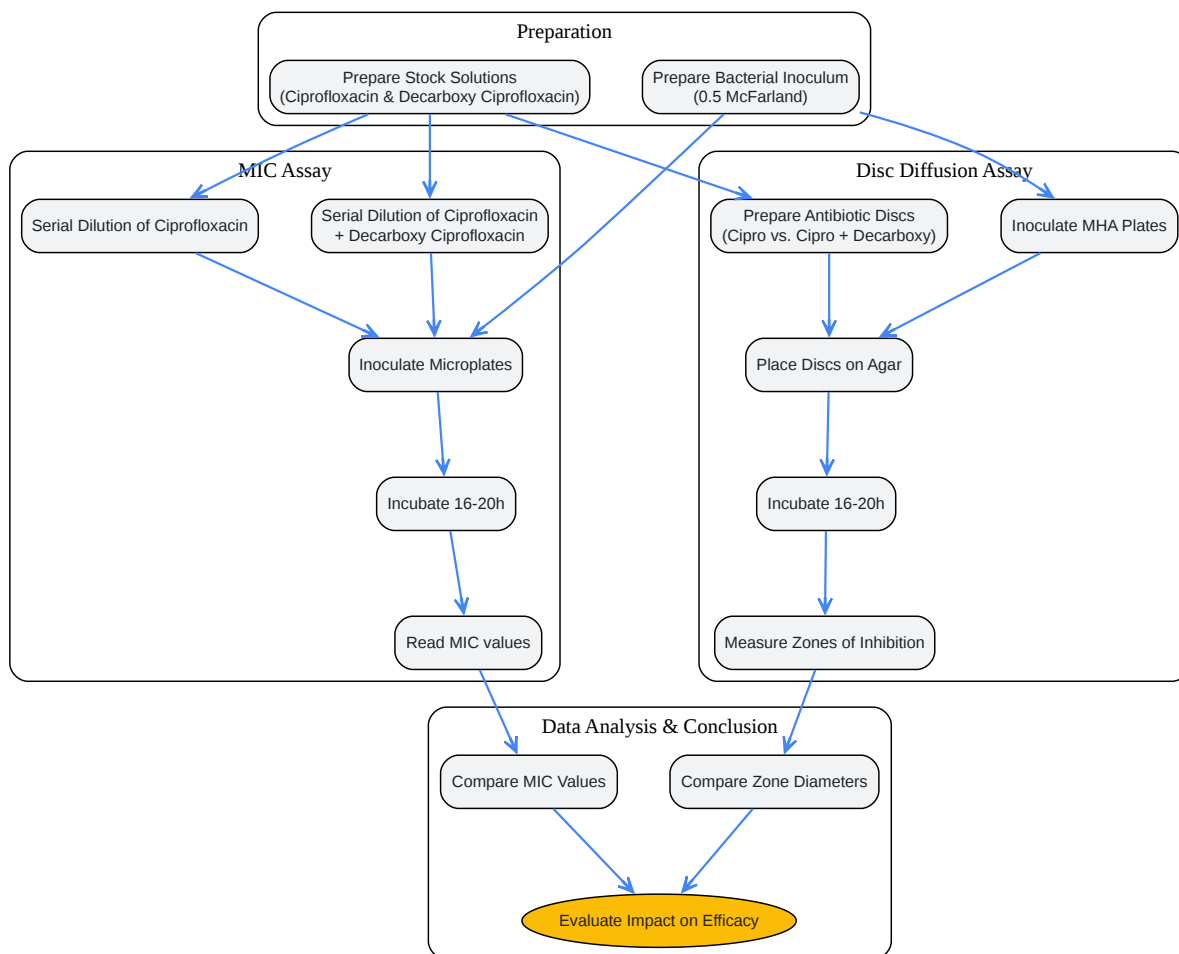 Preparation
Prepare Stock Solutions
(Ciprofloxacin & Decarboxy Ciprofloxacin)
Prepare Bacterial Inoculum
(0.5 McFarland)
MIC Assay
Serial Dilution of Ciprofloxacin
Serial Dilution of Ciprofloxacin
+ Decarboxy Ciprofloxacin
Inoculate Microplates
Incubate 16-20h
Read MIC values
Disc Diffusion Assay
Prepare Antibiotic Discs
(Cipro vs. Cipro + Decarboxy)
Inoculate MHA Plates
Place Discs on Agar
Incubate 16-20h
Measure Zones of Inhibition
Data Analysis & Conclusion
Compare MIC Values
Compare Zone Diameters
Evaluate Impact on Efficacy